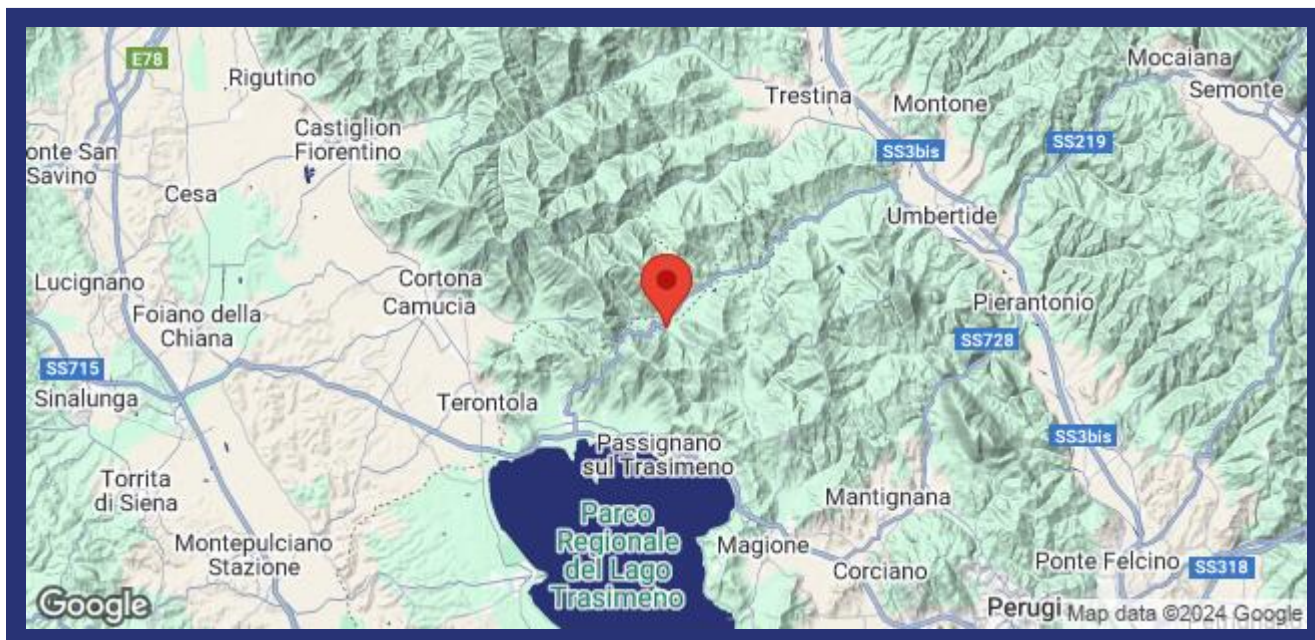 E78
Rigutino
Mocaiana
Trestina
Montone
Semonte
Castiglion
Fiorentino
SS3bis
SS219
onte San
Savino
Cesa
Umbertide
Lucignano
Cortona
Camucia
Foiano della
Chiana
Pierantonio
SS728
SS715
Sinalunga
Terontola
Passignano
sul Trasimeno
SS3bis
Torrita
di Siena
Mantignana
Parco
Regionale
del Lago
Trasimeno
Montepulciano
Stazione
Magione
Corciano
Ponte Felcino
SS318
Google
Perugi
Map data ©2024 Google